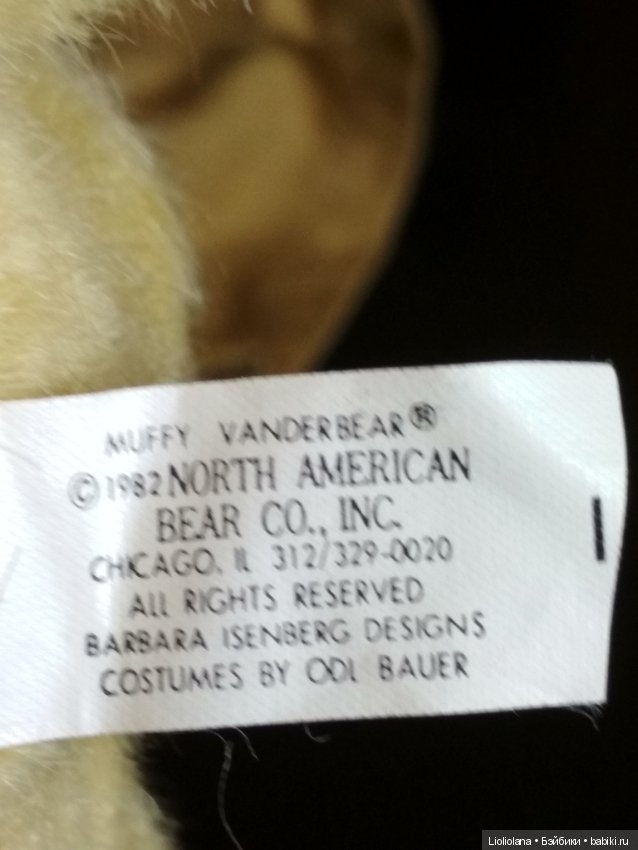 MUFFY VANDERBEAR®
©1982 NORTH AMERICAN
BEAR CO., INC.
CHICAGO, IL 312/329-0020
ALL RIGHTS RESERVED
BARBARA ISENBERG DESIGNS
COSTUMES BY ODL BAUER
Lioliolana • Бэйбики • babiki.ru